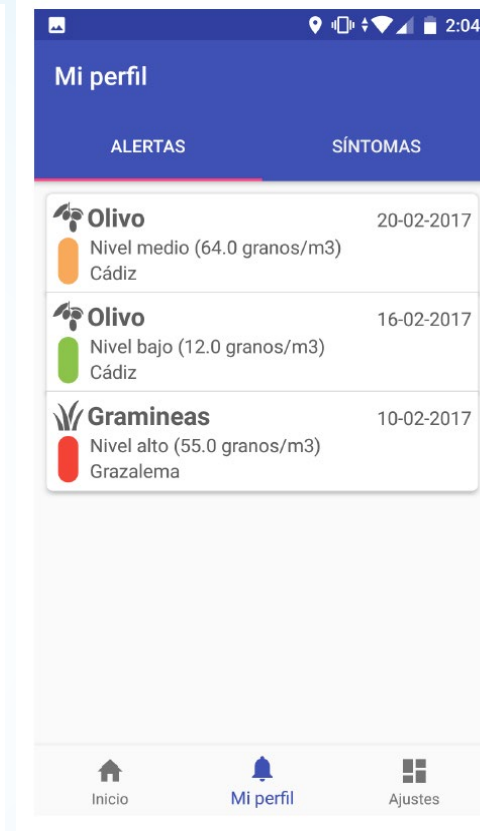 2:04
Mi perfil
ALERTAS SÍNTOMAS
Olivo 20-02-2017
Nivel medio (64.0 granos/m3)
Cádiz
Olivo 16-02-2017
Nivel bajo (12.0 granos/m3)
Cádiz
Gramineas 10-02-2017
Nivel alto (55.0 granos/m3)
Grazalema
Inicio Mi perfil Ajustes